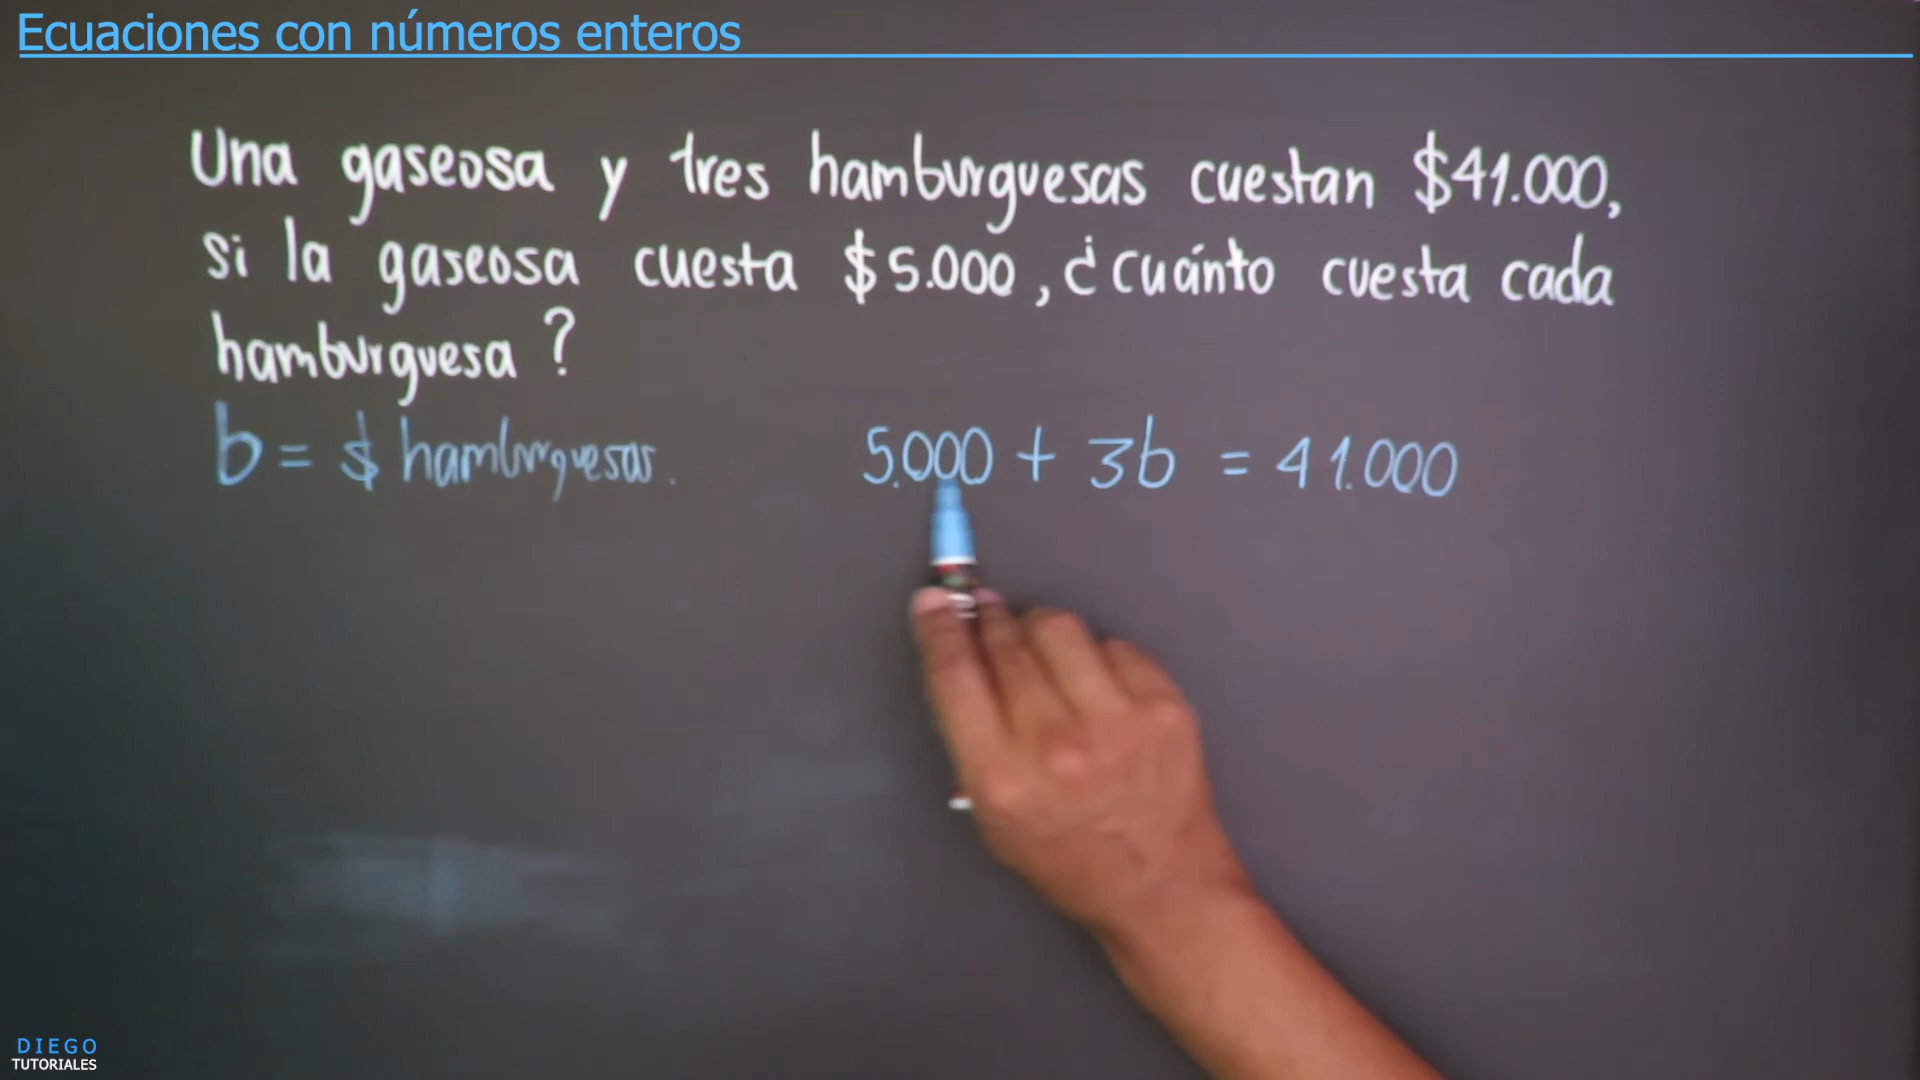 Ecuaciones con números enteros
Una gaseosa y tres hamburguesas cuestan $41.000,
si la gaseosa cuesta $5.000, ¿cuánto cuesta cada
hamburguesa?
b = $ hamburguesas. 5.000 + 3b = 41.000
DIEGO
TUTORIALES